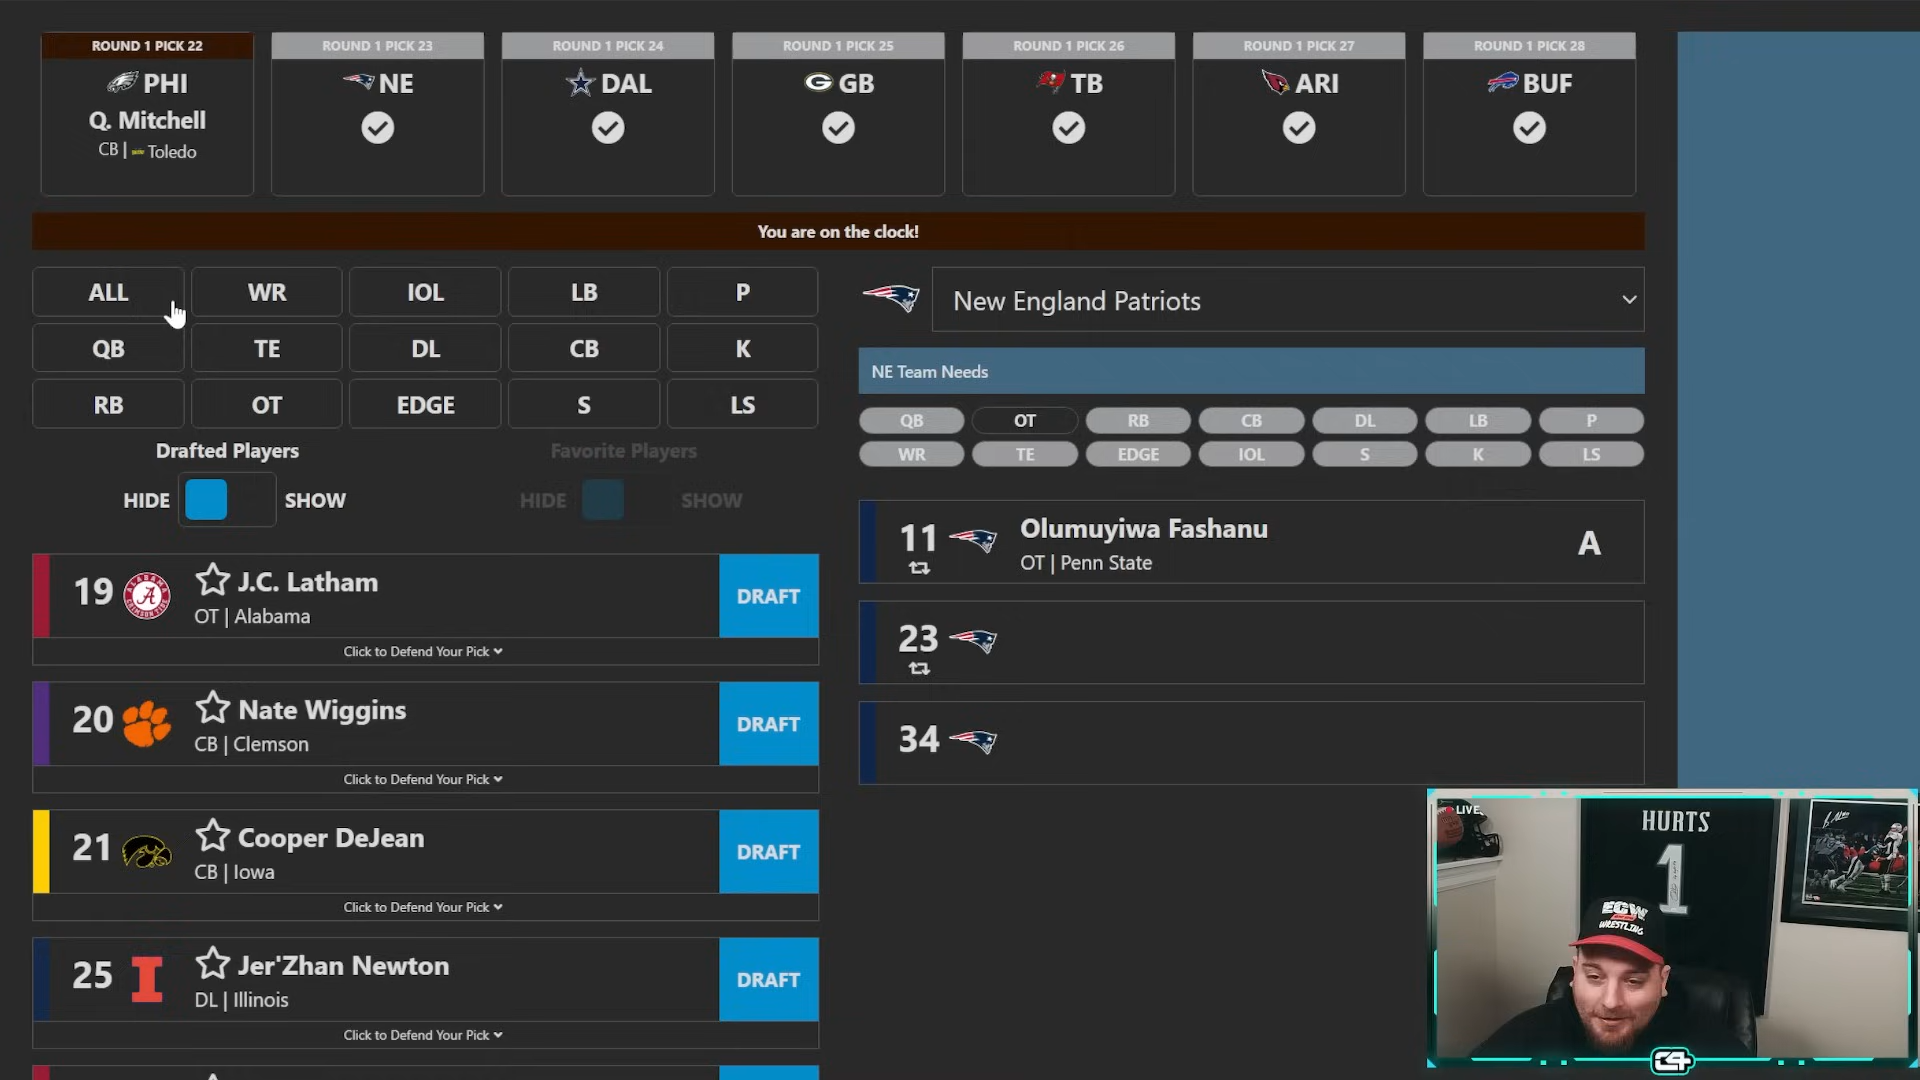 ROUND 1 PICK 22
PHI
Q. Mitchell
CB | Toledo
ROUND 1 PICK 23
NE
ROUND 1 PICK 24
DAL
ROUND 1 PICK 25
GB
ROUND 1 PICK 26
TB
ROUND 1 PICK 27
ARI
ROUND 1 PICK 28
BUF
You are on the clock!
ALL WR IOL LB P
QB TE DL CB K
RB OT EDGE S LS
Drafted Players
HIDE SHOW
Favorite Players
HIDE SHOW
19 J.C. Latham
OT | Alabama
DRAFT
Click to Defend Your Pick
20 Nate Wiggins
CB | Clemson
DRAFT
Click to Defend Your Pick
21 Cooper DeJean
CB | Iowa
DRAFT
Click to Defend Your Pick
25 Jer'Zhan Newton
DL | Illinois
DRAFT
Click to Defend Your Pick
New England Patriots
NE Team Needs
QB OT RB CB DL LB P
WR TE EDGE IOL S K LS
11 Olumuyiwa Fashanu A
OT | Penn State
23
34
LIVE
HURTS
1
ECW
WRESTLING